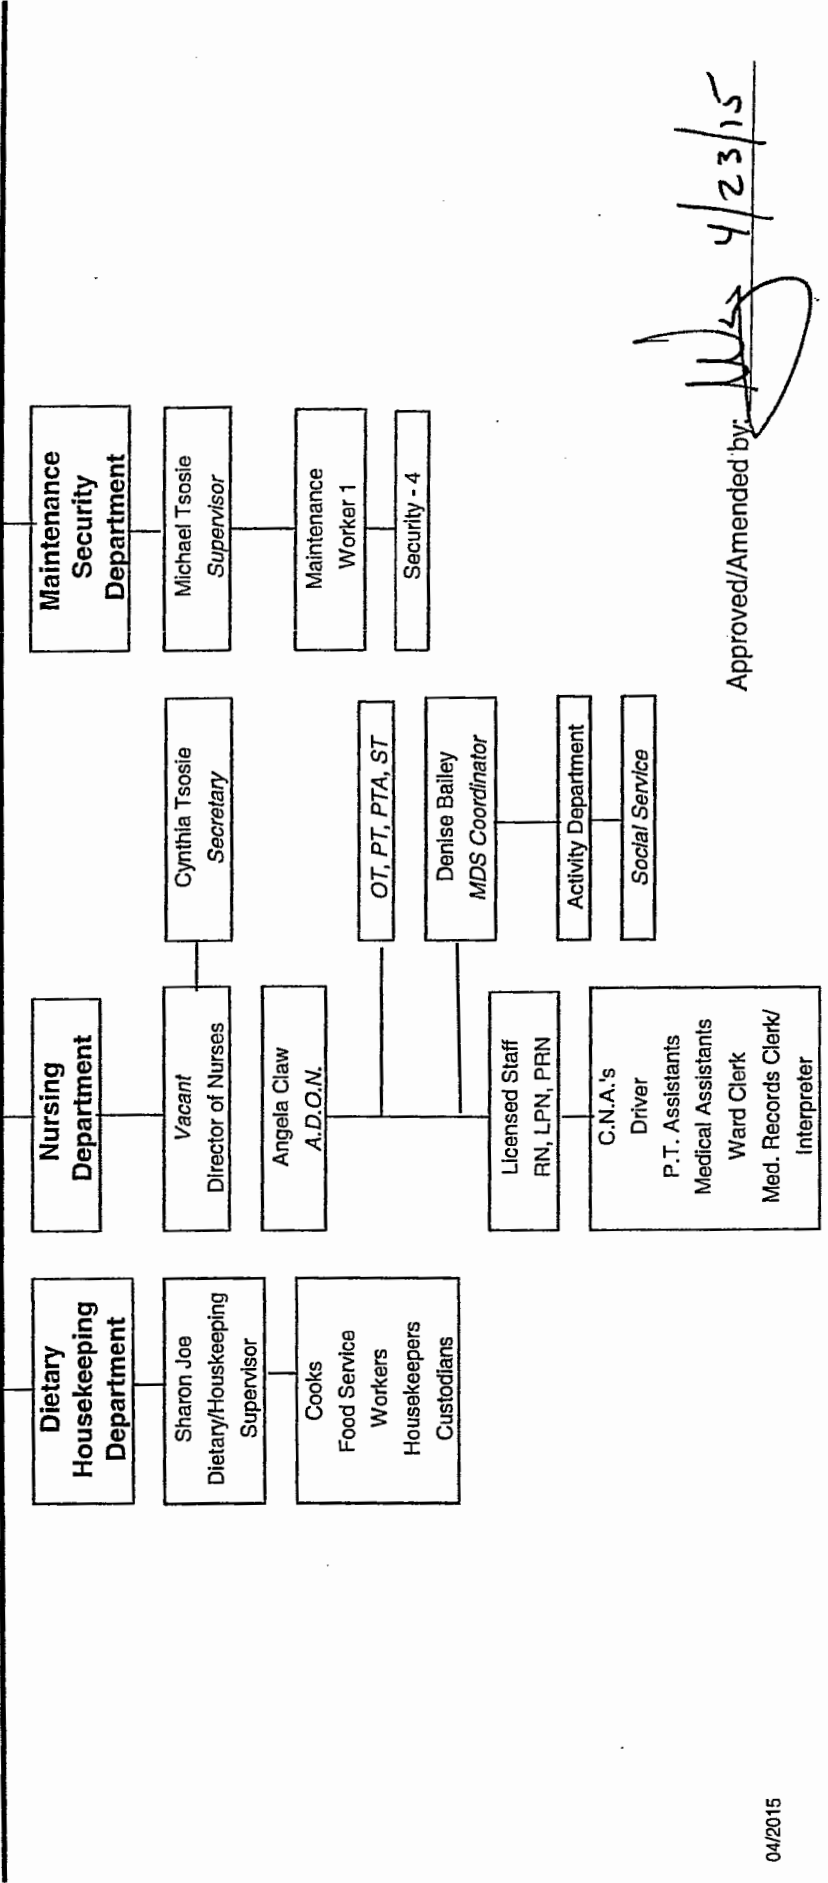 Dietary
Housekeeping
Department
Sharon Joe
Dietary/Houskeeping
Supervisor
Cooks
Food Service
Workers
Housekeepers
Custodians
Nursing
Department
Vacant
Director of Nurses
Cynthia Tsosie
Secretary
Angela Claw
A.D.O.N.
OT, PT, PTA, ST
Denise Bailey
MDS Coordinator
Activity Department
Social Service
Licensed Staff
RN, LPN, PRN
C.N.A.'s
Driver
P.T. Assistants
Medical Assistants
Ward Clerk
Med. Records Clerk/
Interpreter
Maintenance
Security
Department
Michael Tsosie
Supervisor
Maintenance
Worker 1
Security - 4
Approved/Amended by: 4/23/15
04/2015